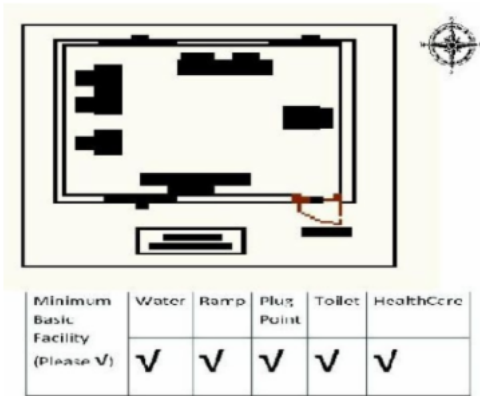 Minimum Basic Facility (Please √) Water Ramp Plug Point Toilet HealthCare
√ √ √ √ √